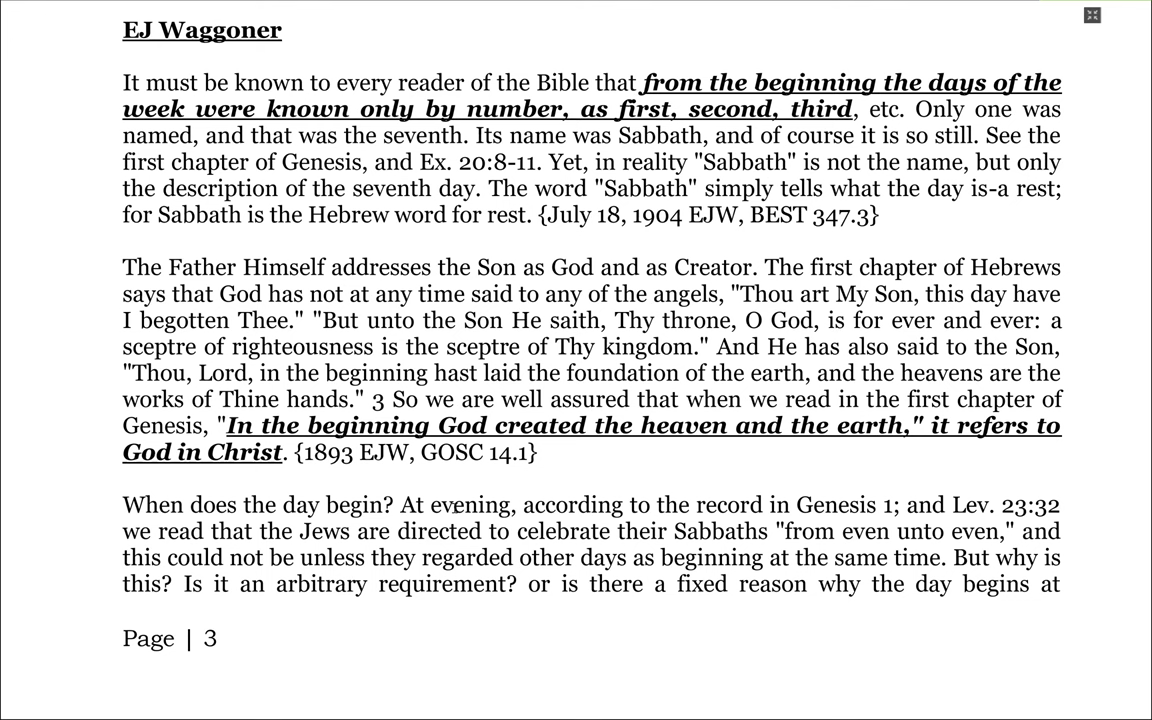 EJ Waggoner
It must be known to every reader of the Bible that from the beginning the days of the
week were known only by number, as first, second, third, etc. Only one was
named, and that was the seventh. Its name was Sabbath, and of course it is so still. See the
first chapter of Genesis, and Ex. 20:8-11. Yet, in reality "Sabbath" is not the name, but only
the description of the seventh day. The word "Sabbath" simply tells what the day is-a rest;
for Sabbath is the Hebrew word for rest. {July 18, 1904 EJW, BEST 347.3}
The Father Himself addresses the Son as God and as Creator. The first chapter of Hebrews
says that God has not at any time said to any of the angels, "Thou art My Son, this day have
I begotten Thee." "But unto the Son He saith, Thy throne, O God, is for ever and ever: a
sceptre of righteousness is the sceptre of Thy kingdom." And He has also said to the Son,
"Thou, Lord, in the beginning hast laid the foundation of the earth, and the heavens are the
works of Thine hands." 3 So we are well assured that when we read in the first chapter of
Genesis, "In the beginning God created the heaven and the earth," it refers to
God in Christ. {1893 EJW, GOSC 14.1}
When does the day begin? At evening, according to the record in Genesis 1; and Lev. 23:32
we read that the Jews are directed to celebrate their Sabbaths "from even unto even," and
this could not be unless they regarded other days as beginning at the same time. But why is
this? Is it an arbitrary requirement? or is there a fixed reason why the day begins at
Page | 3